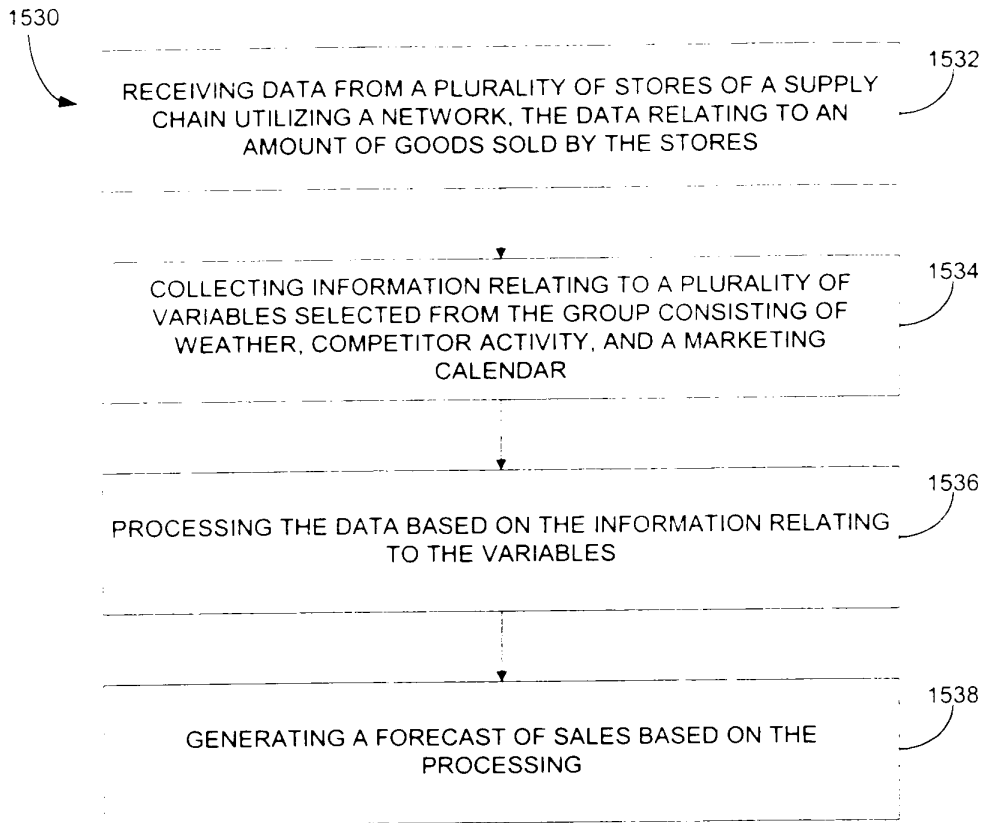 1530
1532
RECEIVING DATA FROM A PLURALITY OF STORES OF A SUPPLY
CHAIN UTILIZING A NETWORK, THE DATA RELATING TO AN
AMOUNT OF GOODS SOLD BY THE STORES
1534
COLLECTING INFORMATION RELATING TO A PLURALITY OF
VARIABLES SELECTED FROM THE GROUP CONSISTING OF
WEATHER, COMPETITOR ACTIVITY, AND A MARKETING
CALENDAR
1536
PROCESSING THE DATA BASED ON THE INFORMATION RELATING
TO THE VARIABLES
1538
GENERATING A FORECAST OF SALES BASED ON THE
PROCESSING